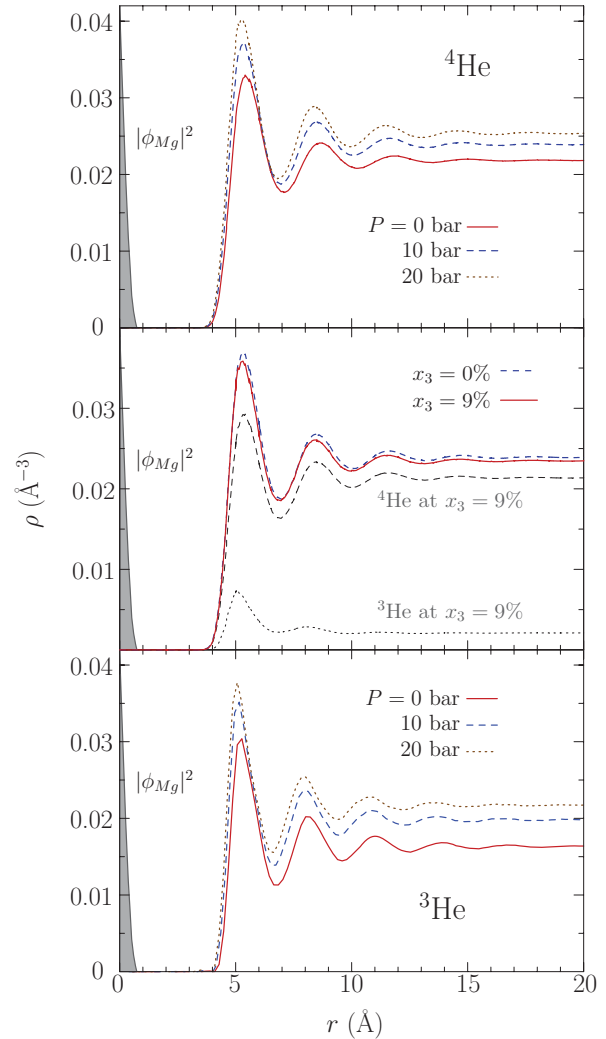 0.04
0.03
0.02
0.01
0
|ϕ_Mg|²
⁴He
P = 0 bar
10 bar
20 bar
0.03
0.02
0.01
|ϕ_Mg|²
x₃ = 0%
x₃ = 9%
⁴He at x₃ = 9%
³He at x₃ = 9%
ρ (Å⁻³)
0.04
0.03
0.02
0.01
0
|ϕ_Mg|²
P = 0 bar
10 bar
20 bar
³He
0 5 10 15 20
r (Å)